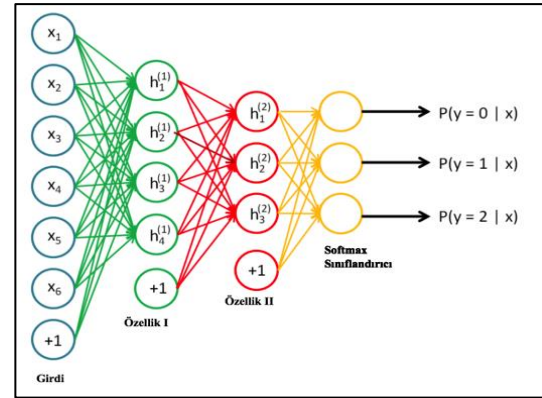 x1
x2
x3
x4
x5
x6
+1
Girdi
h1(1)
h2(1)
h3(1)
h4(1)
+1
Özellik I
h1(2)
h2(2)
h3(2)
+1
Özellik II
Softmax
Sınıflandırıcı
P(y = 0 | x)
P(y = 1 | x)
P(y = 2 | x)